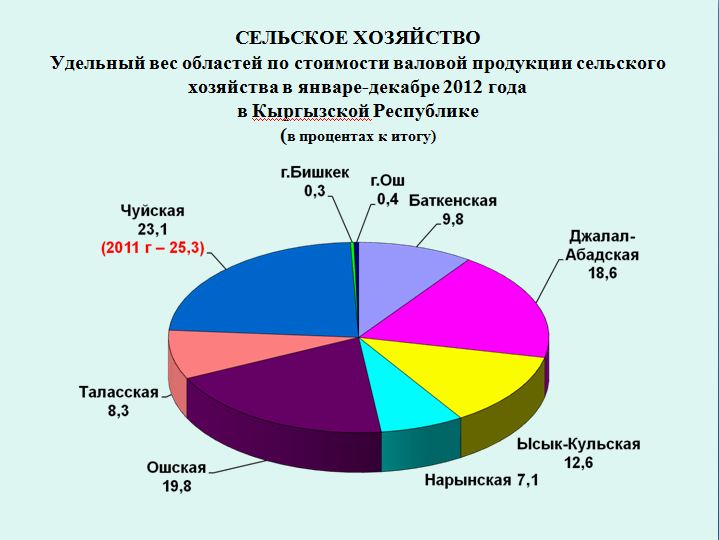 СЕЛЬСКОЕ ХОЗЯЙСТВО
Удельный вес областей по стоимости валовой продукции сельского
хозяйства в январе-декабре 2012 года
в Кыргызской Республике
(в процентах к итогу)
г.Бишкек
0,3
г.Ош
0,4
Баткенская
9,8
Чуйская
23,1
(2011 г – 25,3)
Джалал-
Абадская
18,6
Таласская
8,3
Ысык-Кульская
12,6
Ошская
19,8
Нарынская 7,1